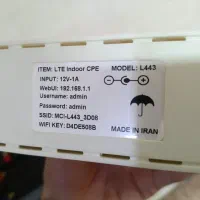 ITEM: LTE Indoor CPE MODEL: L443
INPUT: 12V-1A
WebUI: 192.168.1.1
Username: admin
Password: admin
SSID: MCI-L443_3D08
WIFI KEY: D4DE508B
MADE IN IRAN